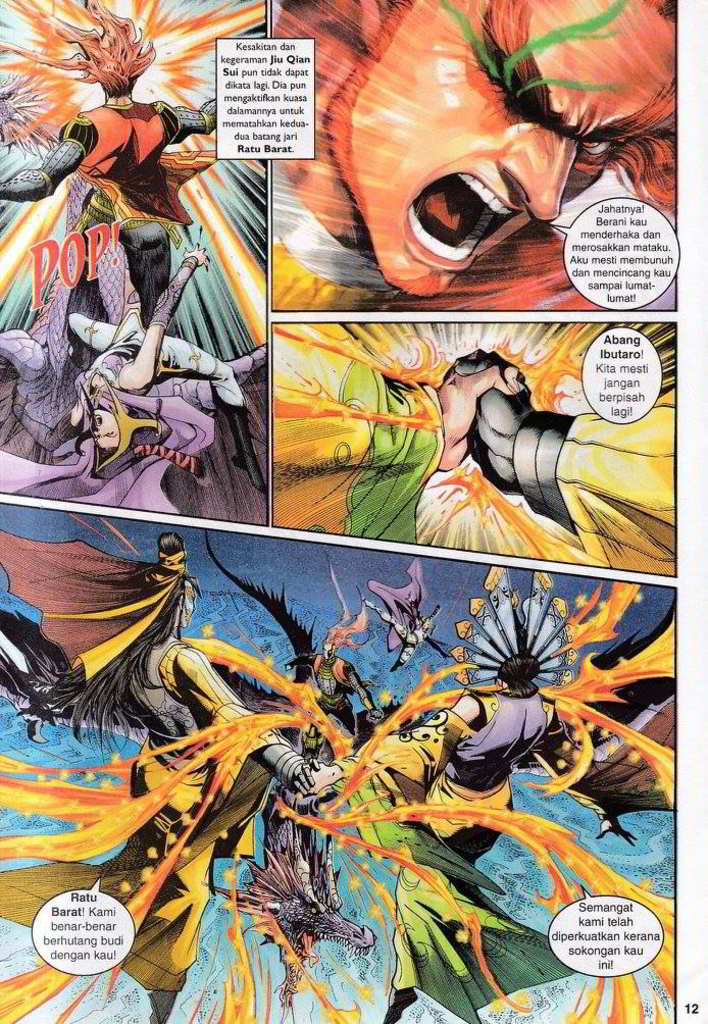 Kesakitan dan
kegeraman Jiu Qian
Sui pun tidak dapat
dikata lagi. Dia pun
mengaktifkan kuasa
dalamannya untuk
mematahkan kedua-
dua batang jari
Ratu Barat.
POP!
Jahatnya!
Berani kau
menderhaka dan
merosakkan mataku.
Aku mesti membunuh
dan mencincang kau
sampai lumat-
lumat!
Abang
Ibutaro!
Kita mesti
jangan
berpisah
lagi!
Ratu
Barat! Kami
benar-benar
berhutang budi
dengan kau!
Semangat
kami telah
diperkuatkan kerana
sokongan kau
ini!
12